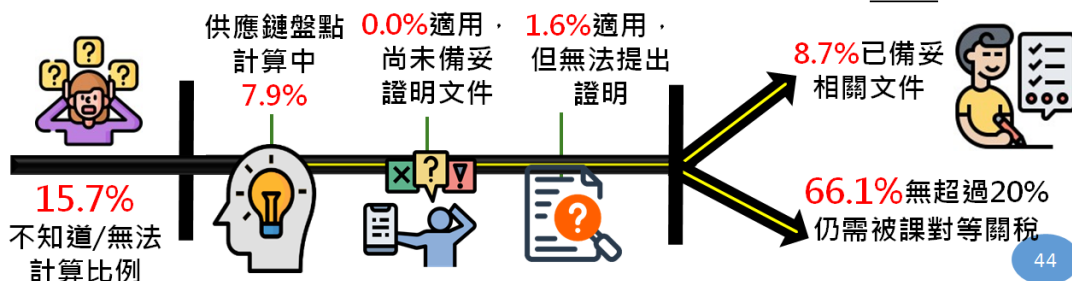 15.7%
不知道/無法
計算比例
供應鏈盤點
計算中
7.9%
0.0%適用，
尚未備妥
證明文件
1.6%適用，
但無法提出
證明
8.7%已備妥
相關文件
66.1%無超過20%
仍需被課對等關稅
44